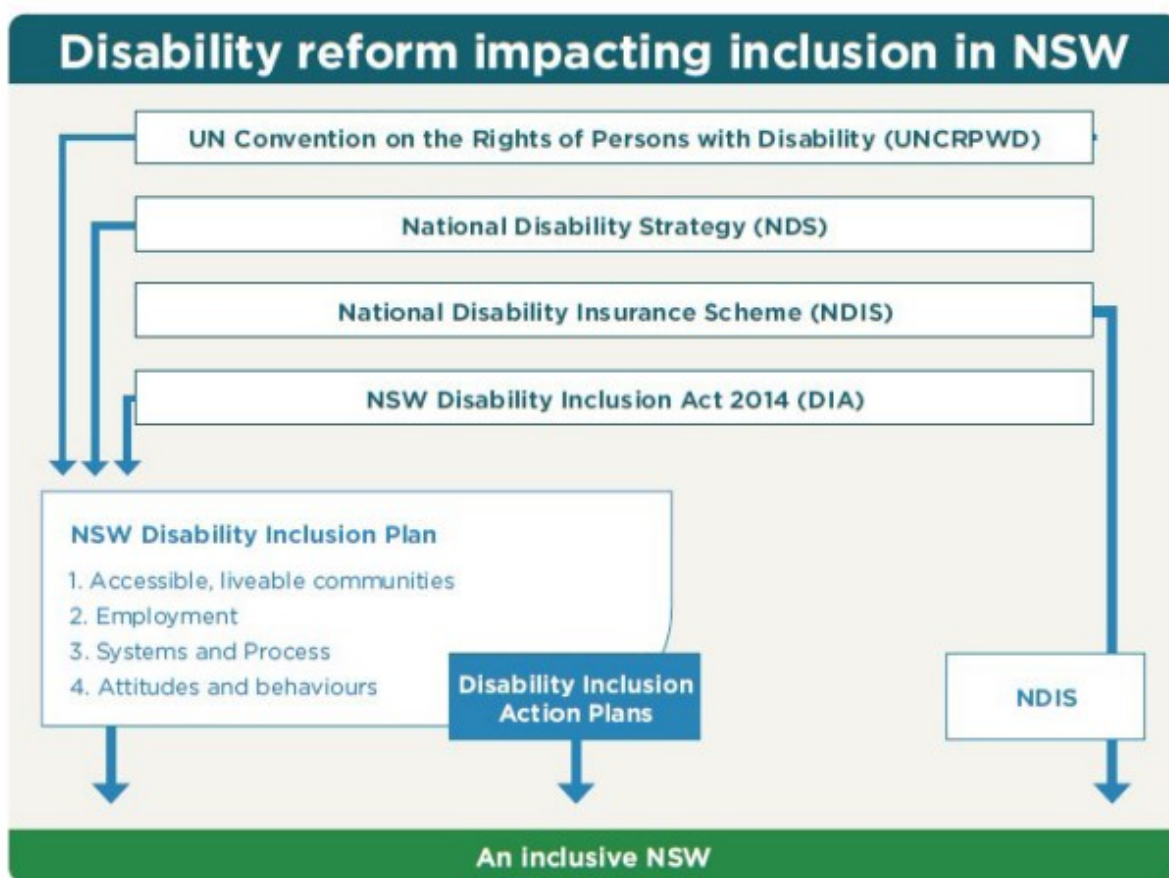 Disability reform impacting inclusion in NSW
UN Convention on the Rights of Persons with Disability (UNCRPWD)
National Disability Strategy (NDS)
National Disability Insurance Scheme (NDIS)
NSW Disability Inclusion Act 2014 (DIA)
NSW Disability Inclusion Plan
1. Accessible, liveable communities
2. Employment
3. Systems and Process
4. Attitudes and behaviours
Disability Inclusion
Action Plans
NDIS
An inclusive NSW